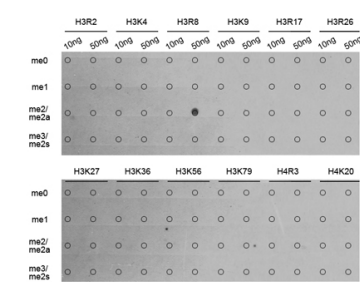 H3R2 H3K4 H3R8 H3K9 H3R17 H3R26
10ng 50ng 10ng 50ng 10ng 50ng 10ng 50ng 10ng 50ng 10ng 50ng
me0
me1
me2/
me2a
me3/
me2s
H3K27 H3K36 H3K56 H3K79 H4R3 H4K20
me0
me1
me2/
me2a
me3/
me2s